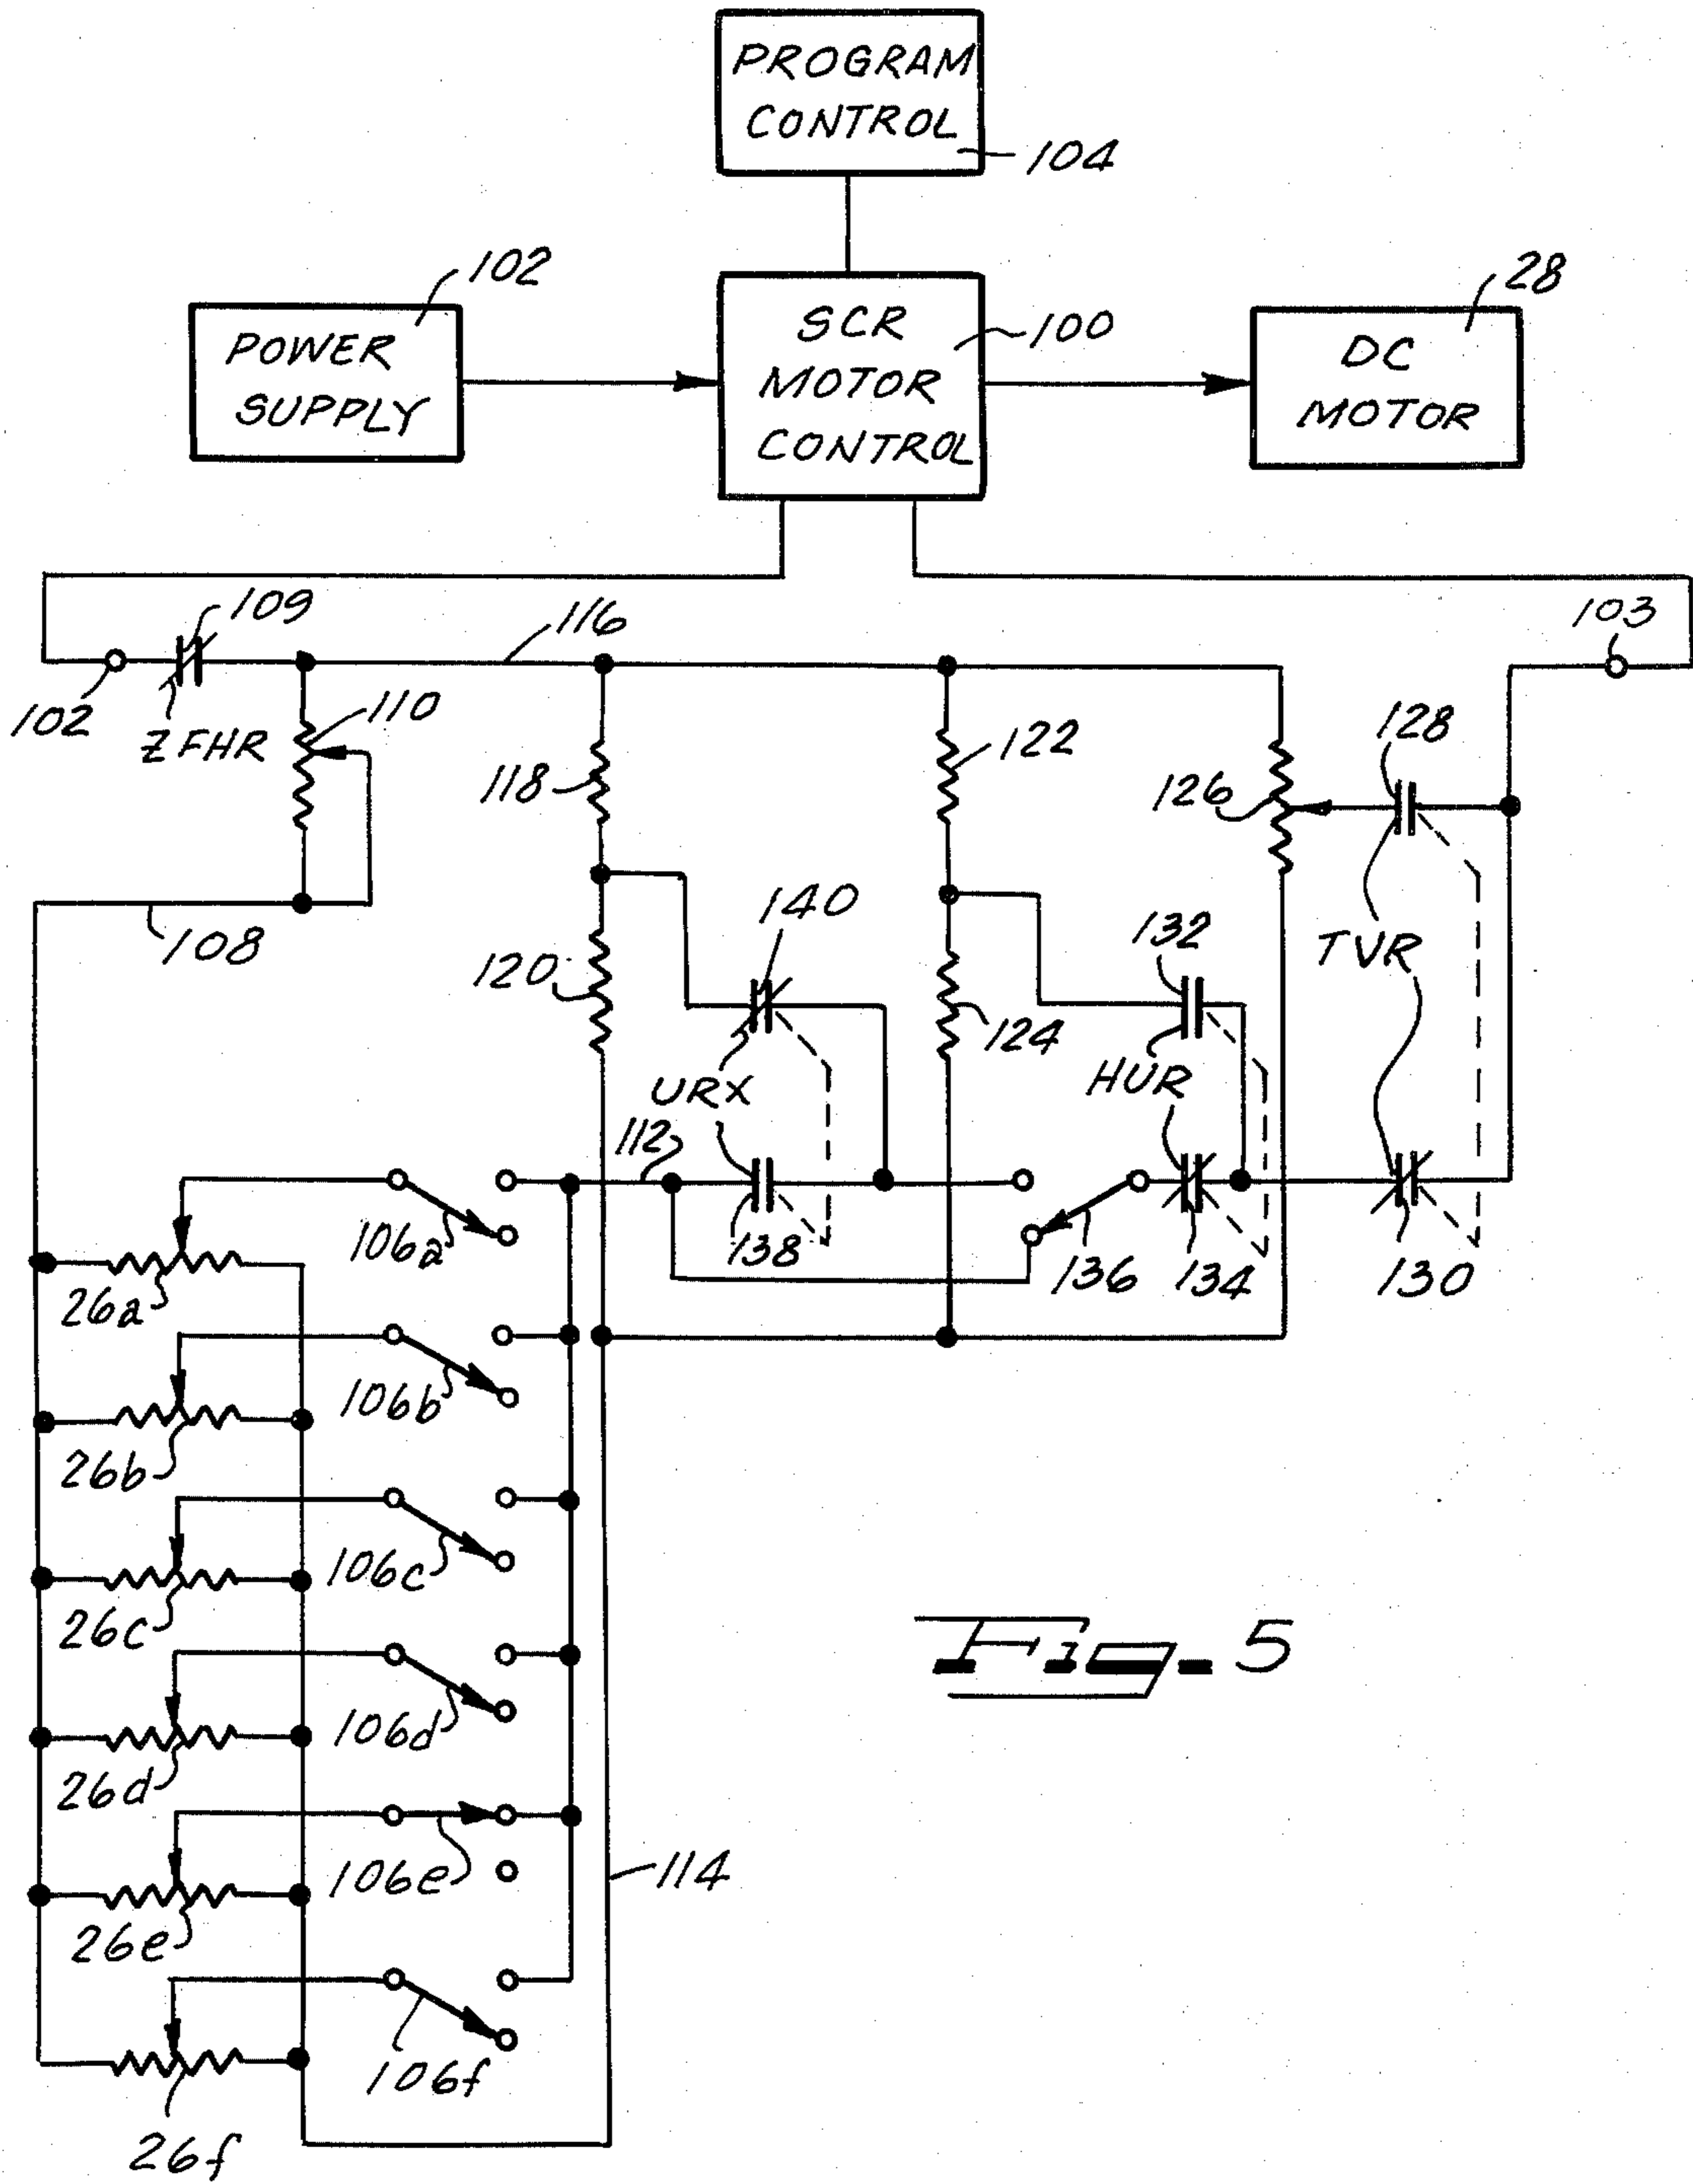 PROGRAM
CONTROL
104
102
POWER
SUPPLY
SCR
MOTOR
CONTROL
100
28
DC
MOTOR
109
116
103
102
ZFHR
110
118
122
126
128
108
140
132
TVR
120
124
URX
HUR
112
106a
138
136
134
130
26a
106b
26b
106c
26c
Fig. 5
106d
26d
106e
114
26e
106f
26f